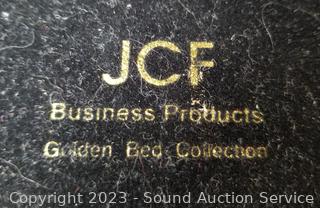 JCF
Business Products
Golden Bed Collection
Copyright 2023 - Sound Auction Service